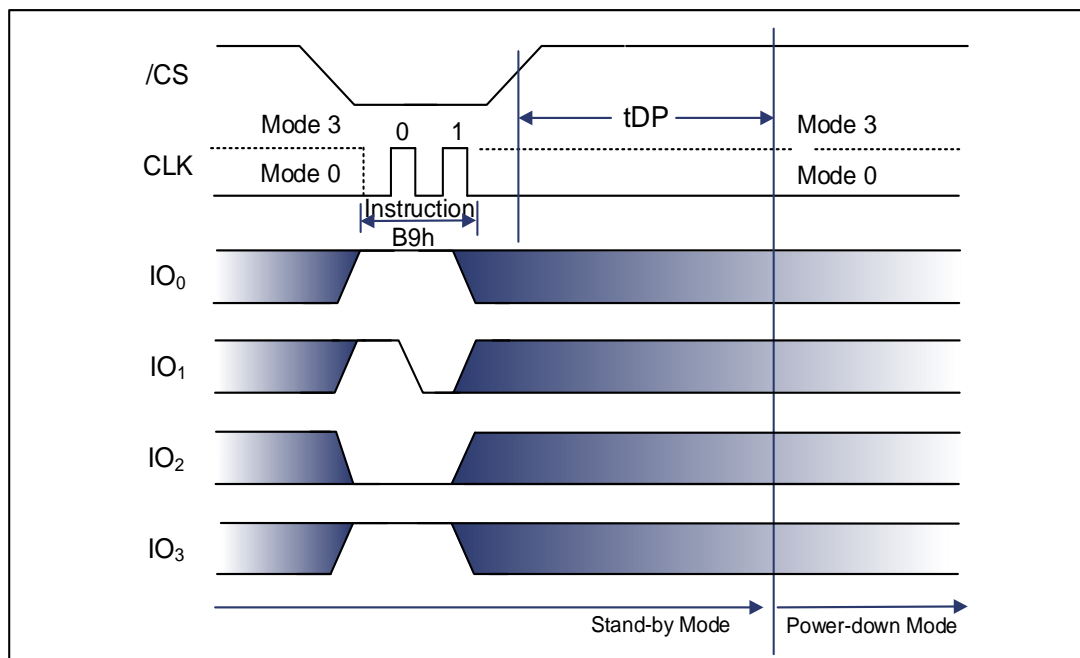 /CS
tDP
Mode 3 0 1 Mode 3
CLK Mode 0 Mode 0
Instruction
B9h
IO₀
IO₁
IO₂
IO₃
Stand-by Mode Power-down Mode